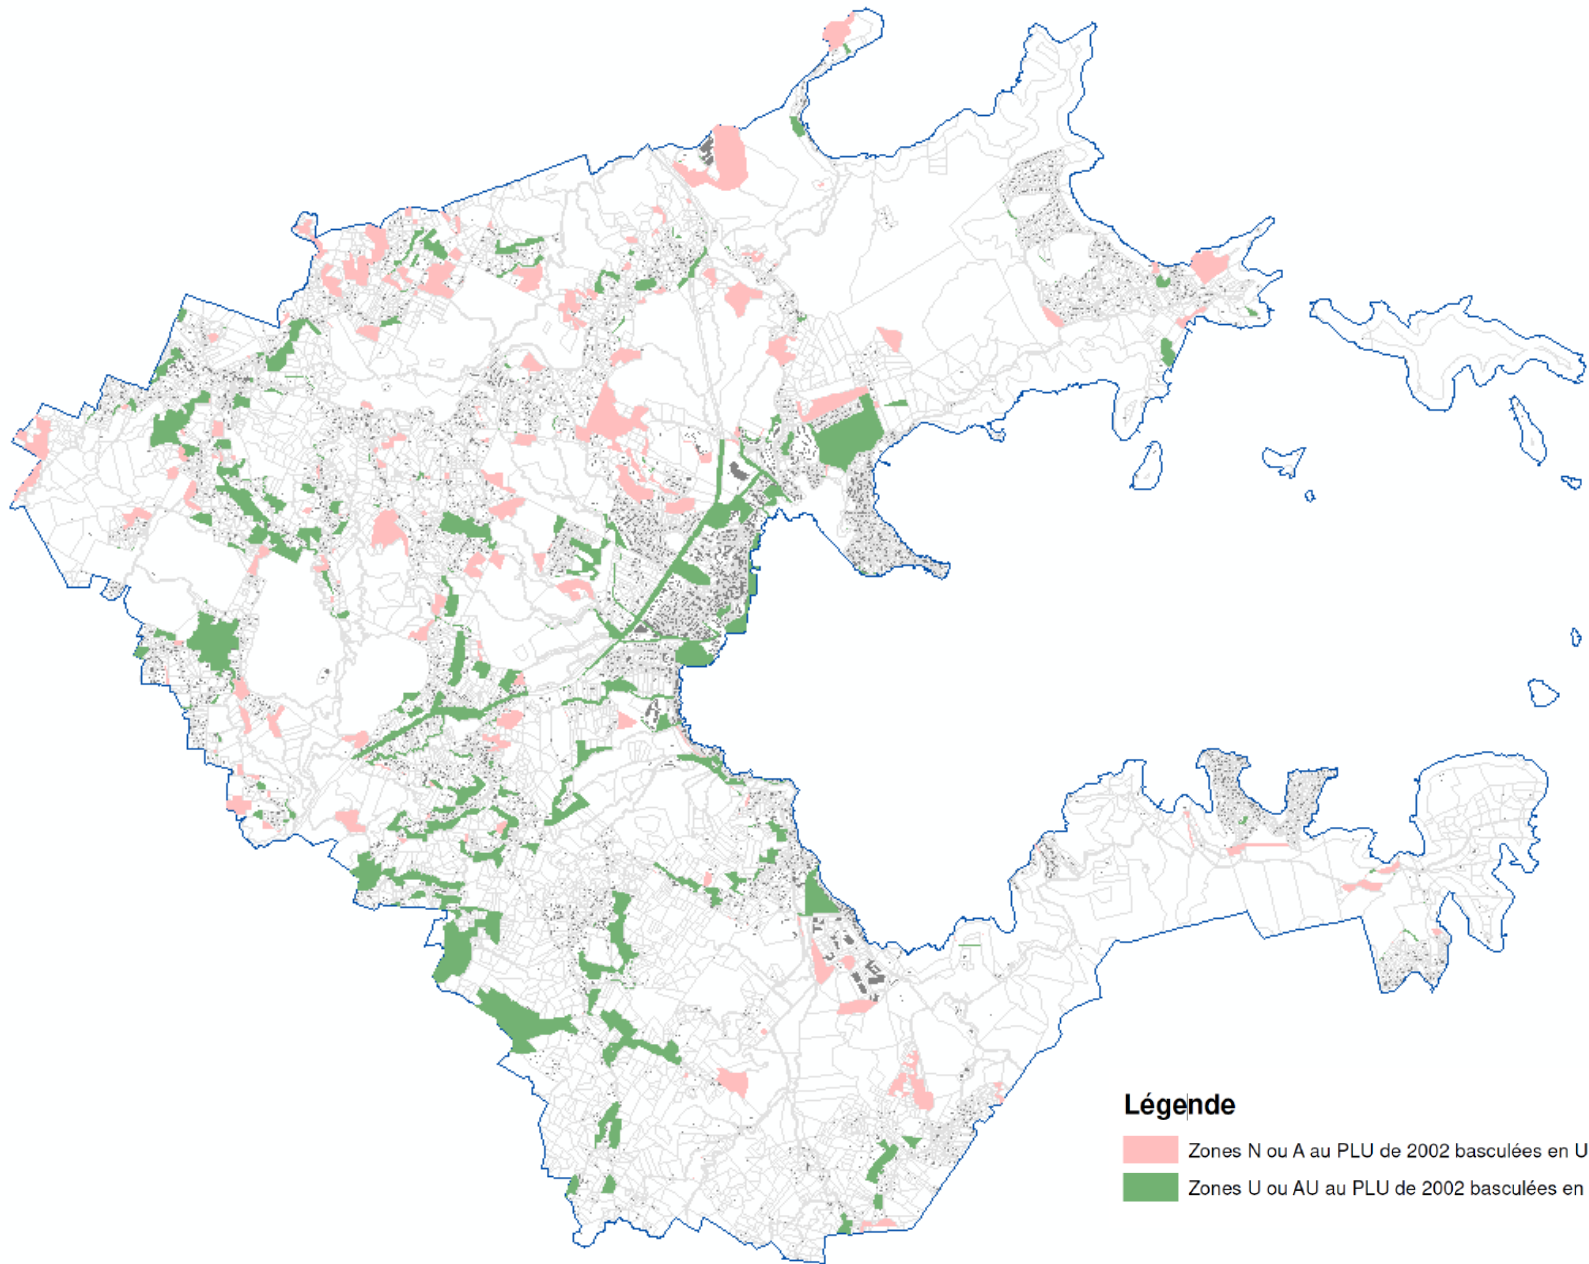 Légende
Zones N ou A au PLU de 2002 basculées en U
Zones U ou AU au PLU de 2002 basculées en